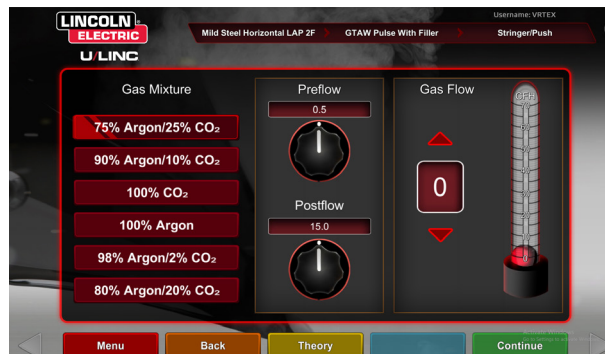 Username: VRTEX
LINCOLN
ELECTRIC
U/LINC
Mild Steel Horizontal LAP 2F
GTAW Pulse With Filler
Stringer/Push
Gas Mixture
75% Argon/25% CO₂
90% Argon/10% CO₂
100% CO₂
100% Argon
98% Argon/2% CO₂
80% Argon/20% CO₂
Preflow
0.5
Postflow
15.0
Gas Flow
0
CFH
Menu
Back
Theory
Continue